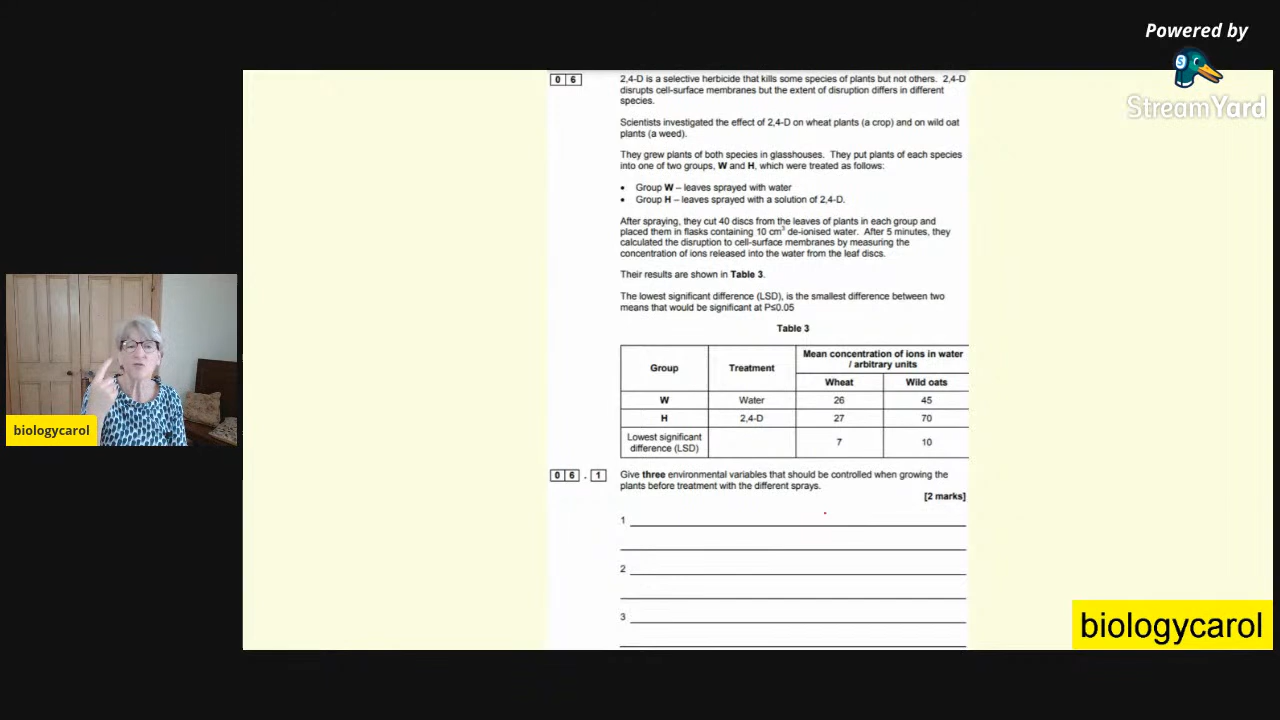 Powered by
StreamYard
0 6
2,4-D is a selective herbicide that kills some species of plants but not others. 2,4-D
disrupts cell-surface membranes but the extent of disruption differs in different
species.
Scientists investigated the effect of 2,4-D on wheat plants (a crop) and on wild oat
plants (a weed).
They grew plants of both species in glasshouses. They put plants of each species
into one of two groups, W and H, which were treated as follows:
• Group W – leaves sprayed with water
• Group H – leaves sprayed with a solution of 2,4-D.
After spraying, they cut 40 discs from the leaves of plants in each group and
placed them in flasks containing 10 cm³ de-ionised water. After 5 minutes, they
calculated the disruption to cell-surface membranes by measuring the
concentration of ions released into the water from the leaf discs.
Their results are shown in Table 3.
The lowest significant difference (LSD), is the smallest difference between two
means that would be significant at P≤0.05
Table 3
Group Treatment Mean concentration of ions in water
/ arbitrary units
Wheat Wild oats
W Water 26 45
H 2,4-D 27 70
Lowest significant
difference (LSD) 7 10
0 6 . 1 Give three environmental variables that should be controlled when growing the
plants before treatment with the different sprays.
[2 marks]
1
2
3
biologycarol
biologycarol